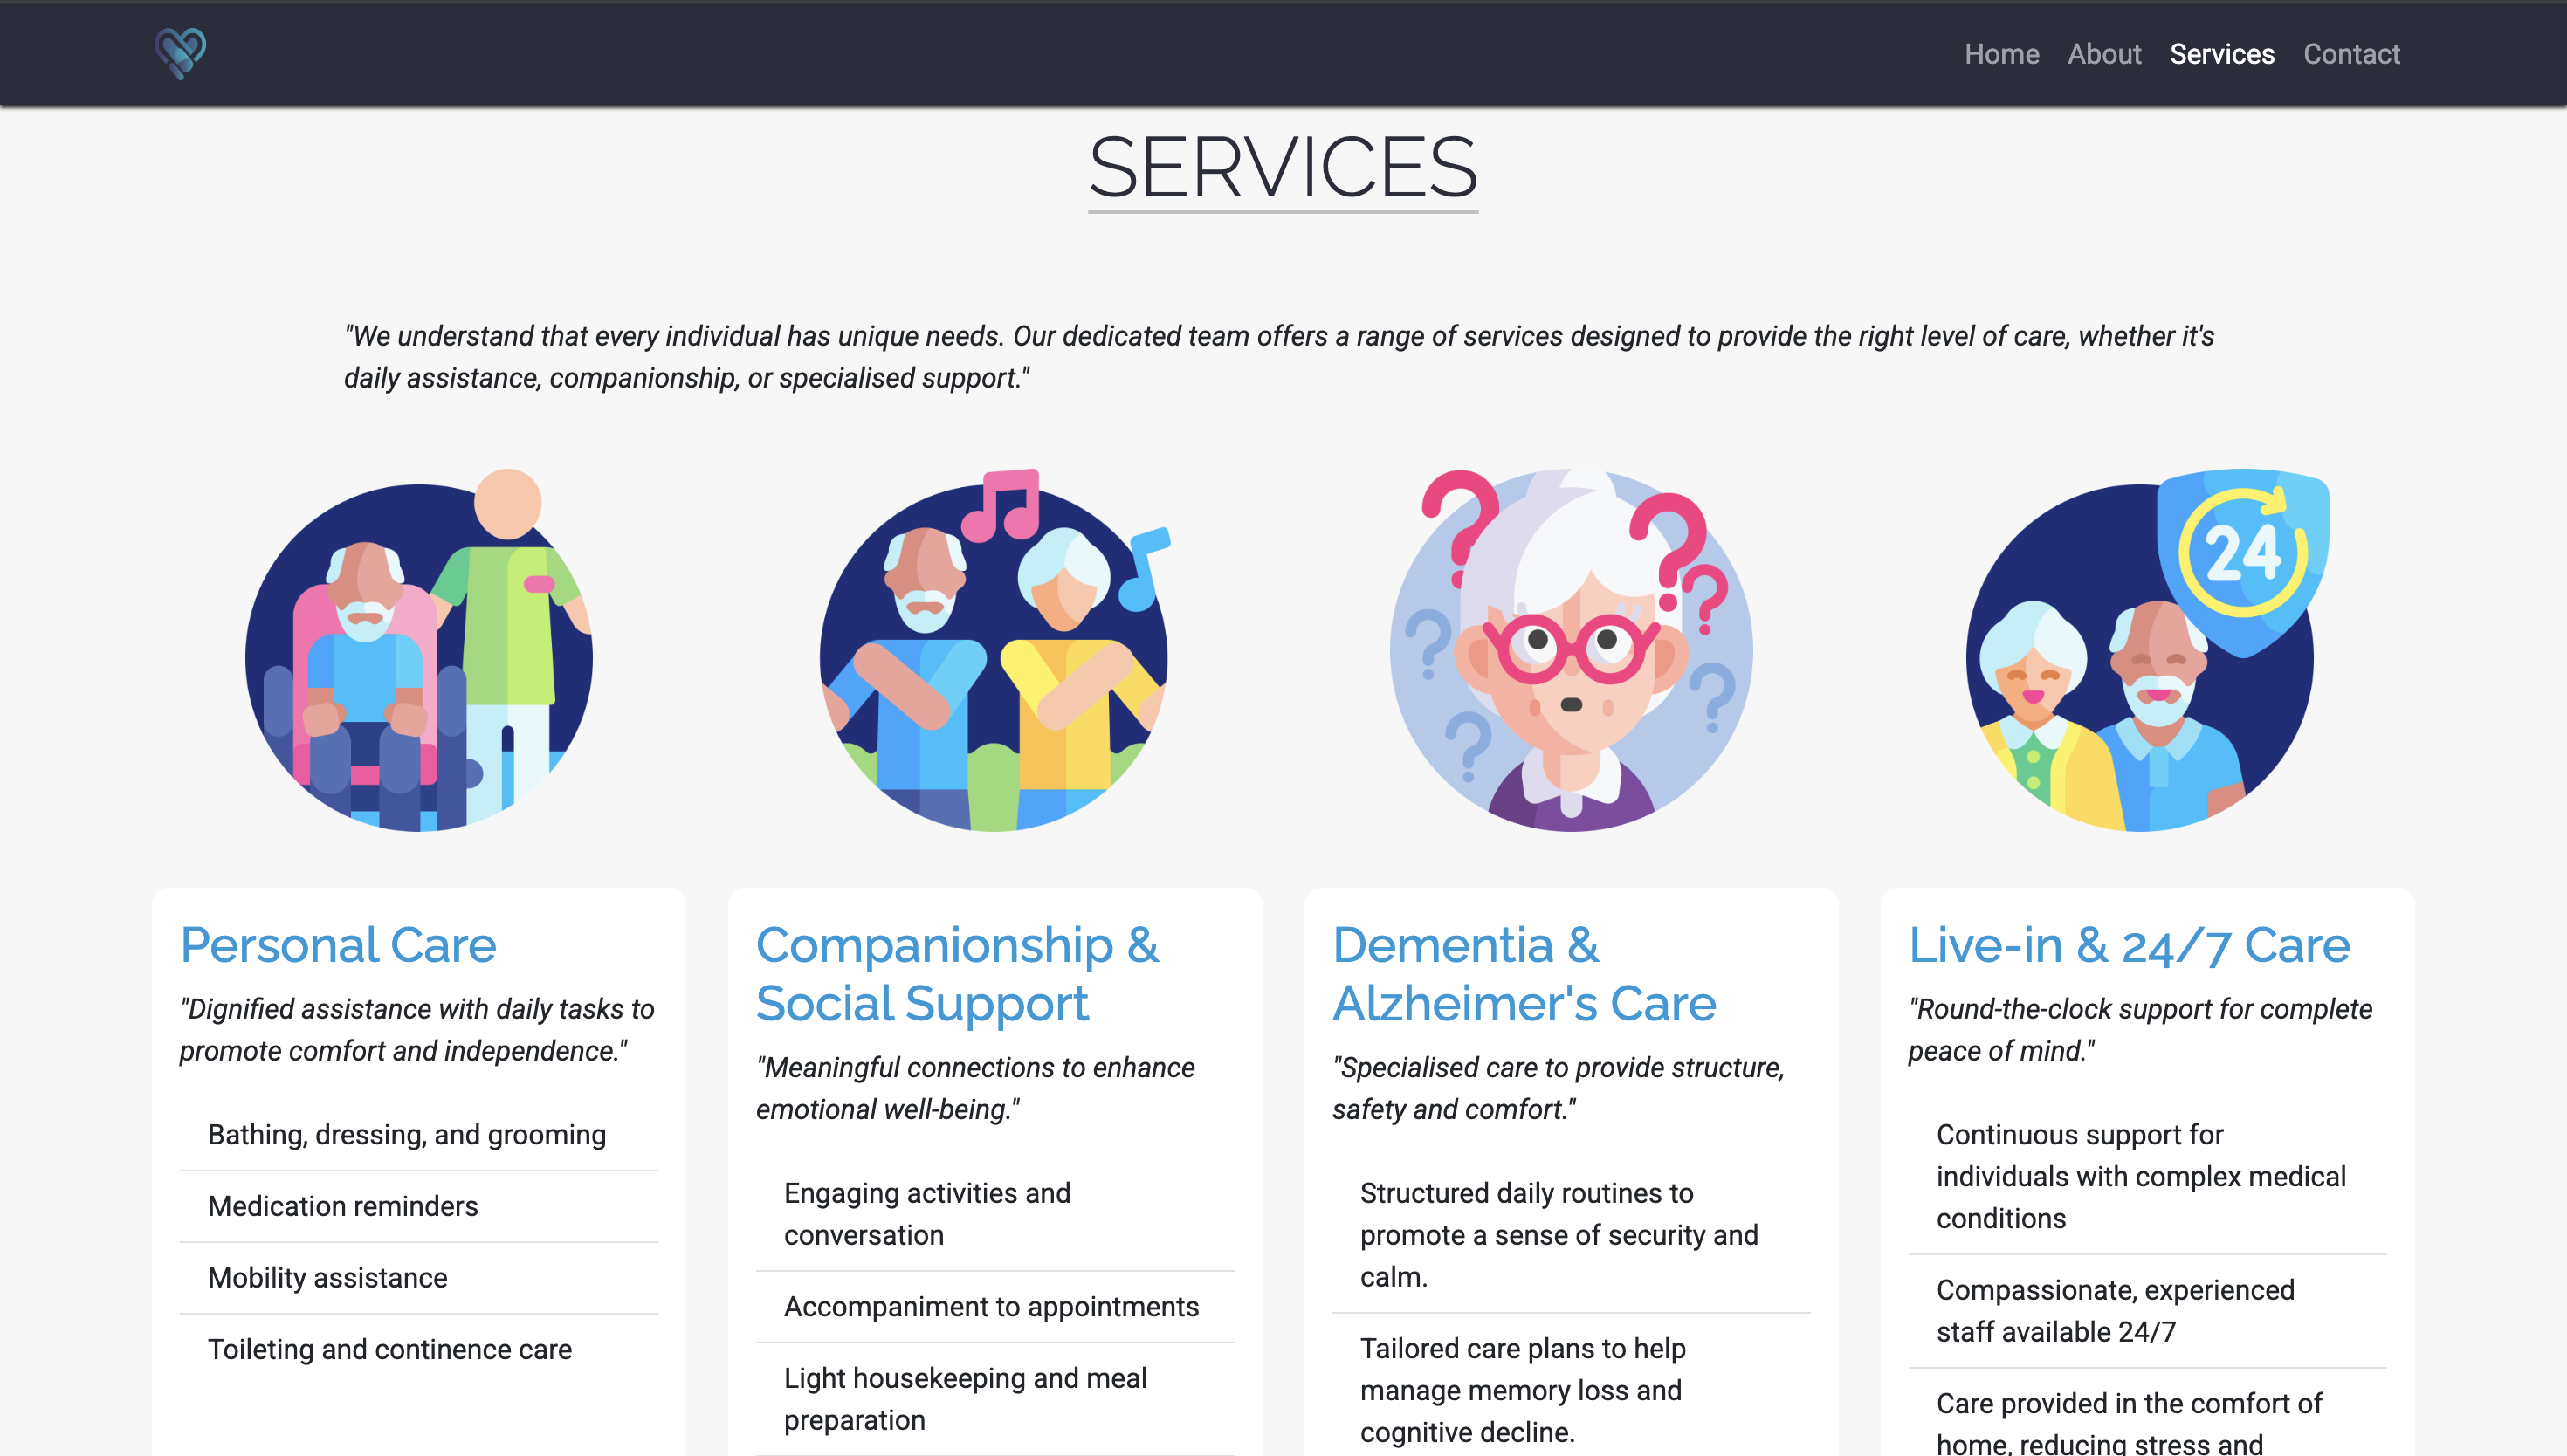 Home About Services Contact
SERVICES
"We understand that every individual has unique needs. Our dedicated team offers a range of services designed to provide the right level of care, whether it's
daily assistance, companionship, or specialised support."
24
Personal Care
"Dignified assistance with daily tasks to
promote comfort and independence."
Bathing, dressing, and grooming
Medication reminders
Mobility assistance
Toileting and continence care
Companionship &
Social Support
"Meaningful connections to enhance
emotional well-being."
Engaging activities and
conversation
Accompaniment to appointments
Light housekeeping and meal
preparation
Dementia &
Alzheimer's Care
"Specialised care to provide structure,
safety and comfort."
Structured daily routines to
promote a sense of security and
calm.
Tailored care plans to help
manage memory loss and
cognitive decline.
Live-in & 24/7 Care
"Round-the-clock support for complete
peace of mind."
Continuous support for
individuals with complex medical
conditions
Compassionate, experienced
staff available 24/7
Care provided in the comfort of
home, reducing stress and